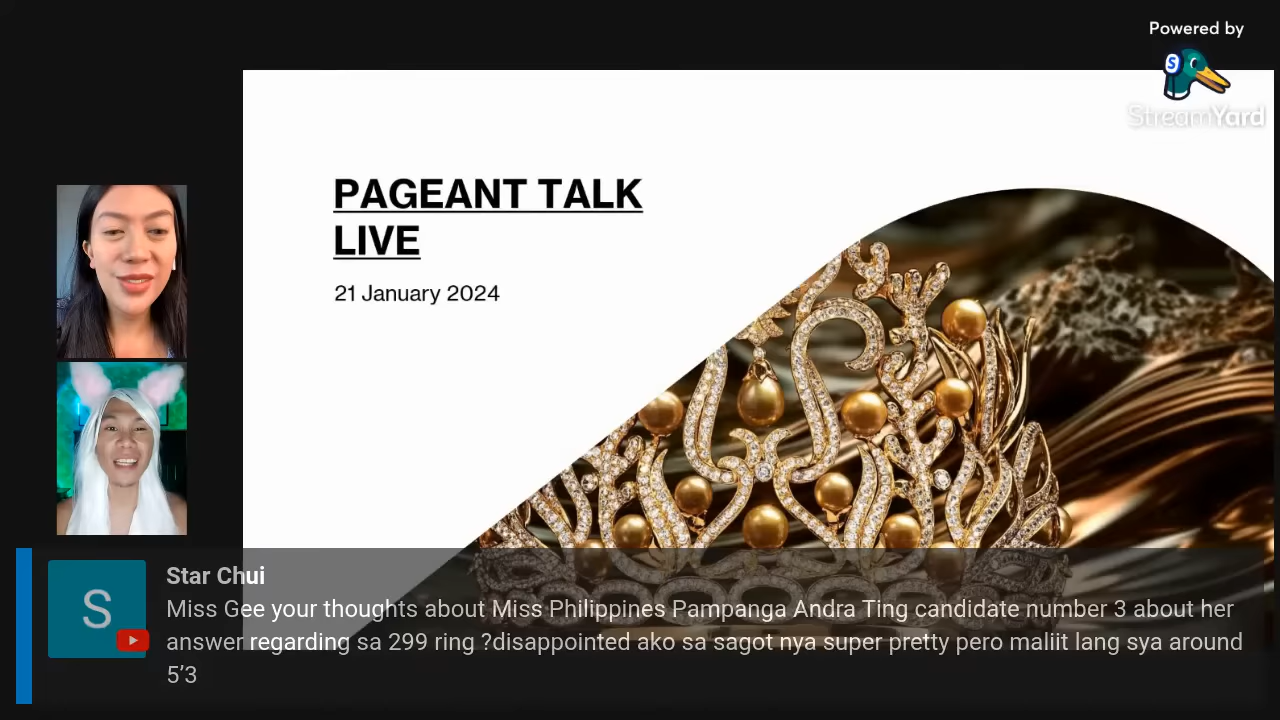 Powered by
S
StreamYard
PAGEANT TALK
LIVE
21 January 2024
S
Star Chui
Miss Gee your thoughts about Miss Philippines Pampanga Andra Ting candidate number 3 about her
answer regarding sa 299 ring ?disappointed ako sa sagot nya super pretty pero maliit lang sya around
5’3